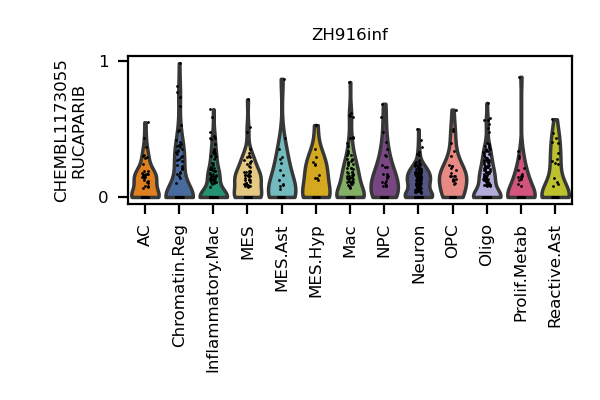 ZH916inf
CHEMBL1173055
RUCAPARIB
1
0
AC
Chromatin.Reg
Inflammatory.Mac
MES
MES.Ast
MES.Hyp
Mac
NPC
Neuron
OPC
Oligo
Prolif.Metab
Reactive.Ast